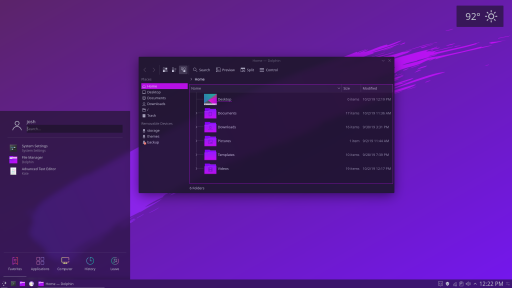 92°
Home — Dolphin
Search
Preview
Split
Control
Places
Home
Desktop
Documents
Downloads
/
Trash
Removable Devices
storage
themes
backup
> Home
Name
Size
Modified
Desktop
Documents
Downloads
Pictures
Templates
Videos
6 Folders
josh
Search...
System Settings
System Settings
File Manager
Dolphin
Advanced Text Editor
Kate
Favorites
Applications
Computer
History
Leave
Home — Dolphin
12:22 PM